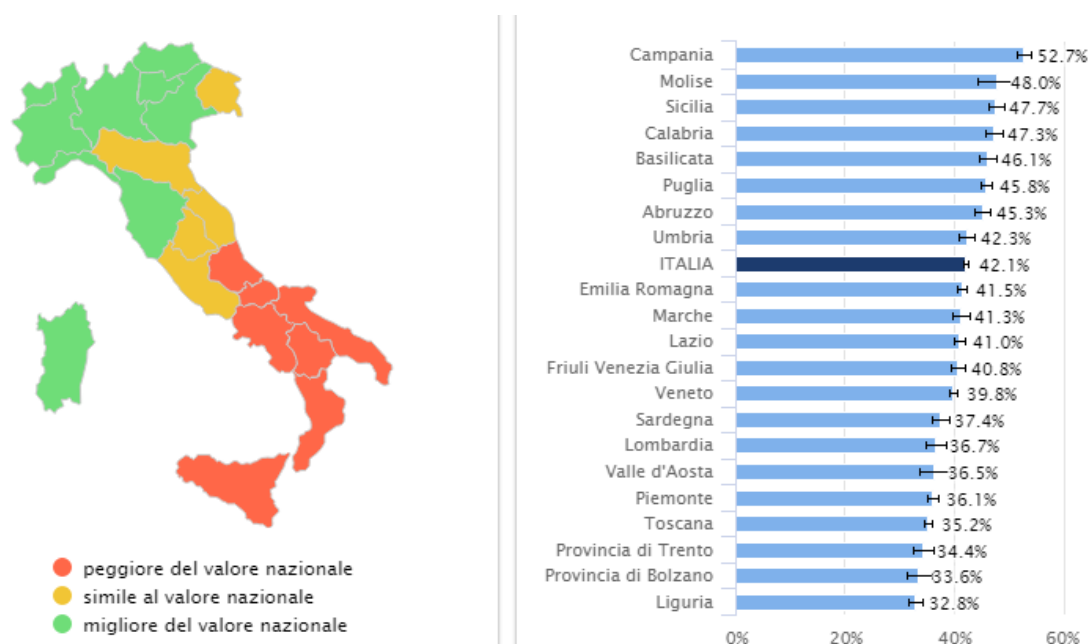 peggiore del valore nazionale
simile al valore nazionale
migliore del valore nazionale
Campania 52.7%
Molise 48.0%
Sicilia 47.7%
Calabria 47.3%
Basilicata 46.1%
Puglia 45.8%
Abruzzo 45.3%
Umbria 42.3%
ITALIA 42.1%
Emilia Romagna 41.5%
Marche 41.3%
Lazio 41.0%
Friuli Venezia Giulia 40.8%
Veneto 39.8%
Sardegna 37.4%
Lombardia 36.7%
Valle d'Aosta 36.5%
Piemonte 36.1%
Toscana 35.2%
Provincia di Trento 34.4%
Provincia di Bolzano 33.6%
Liguria 32.8%
0% 20% 40% 60%